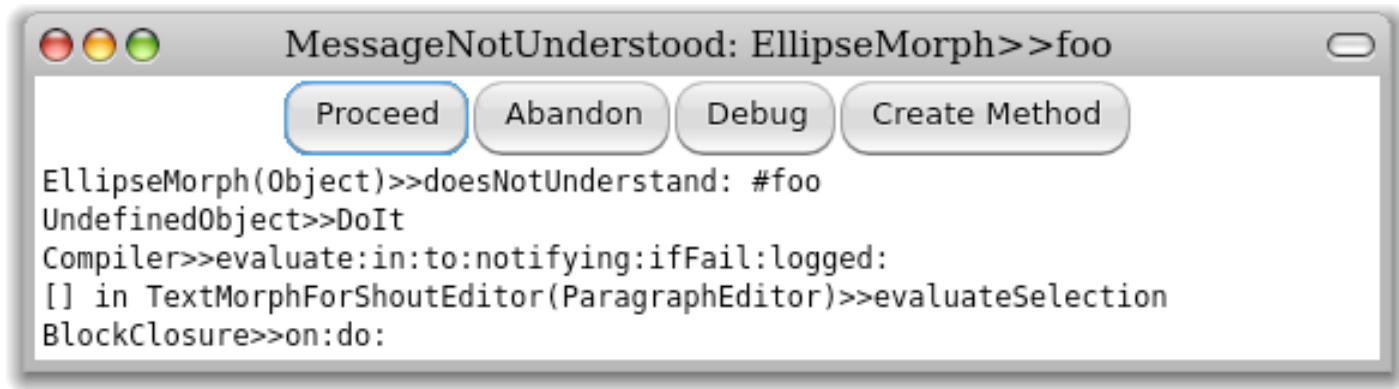 MessageNotUnderstood: EllipseMorph>>foo
Proceed Abandon Debug Create Method
EllipseMorph(Object)>>doesNotUnderstand: #foo
UndefinedObject>>DoIt
Compiler>>evaluate:in:to:notifying:ifFail:logged:
[] in TextMorphForShoutEditor(ParagraphEditor)>>evaluateSelection
BlockClosure>>on:do: